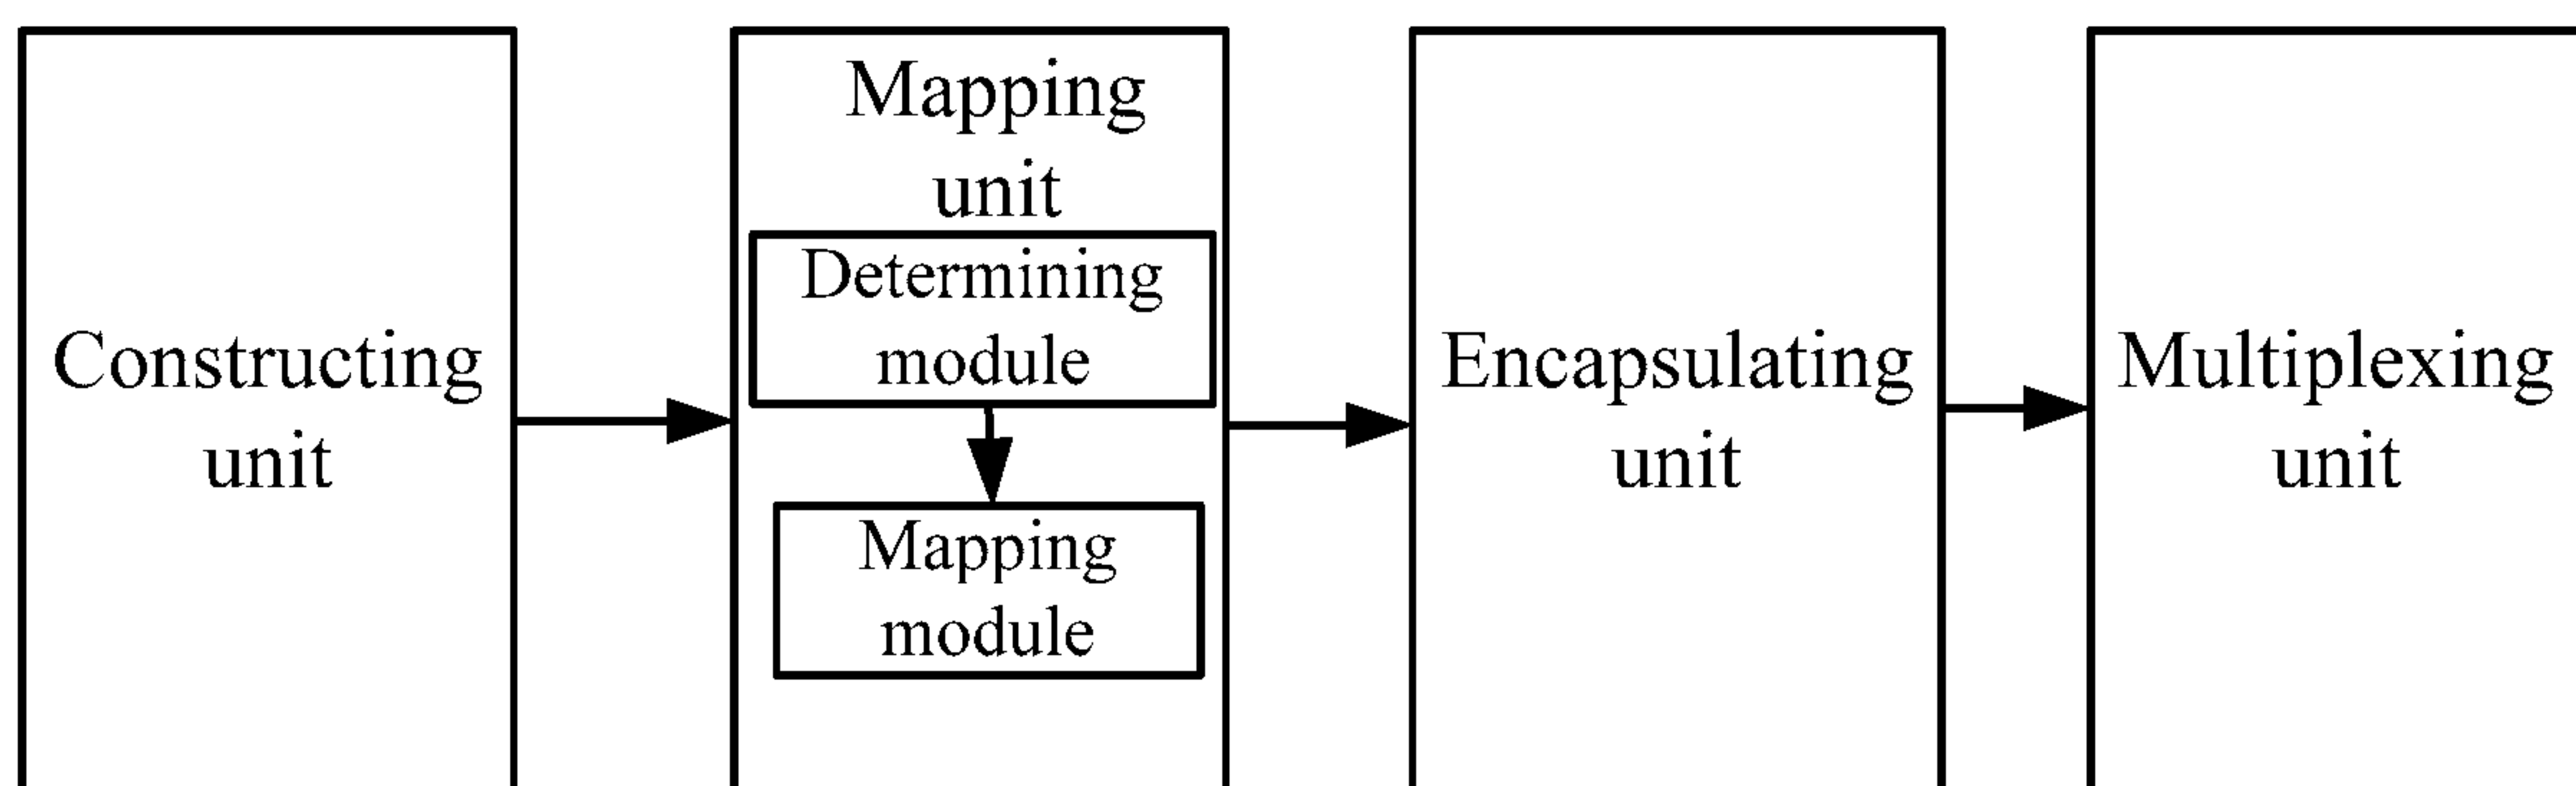 Constructing
unit
Mapping
unit
Determining
module
Mapping
module
Encapsulating
unit
Multiplexing
unit